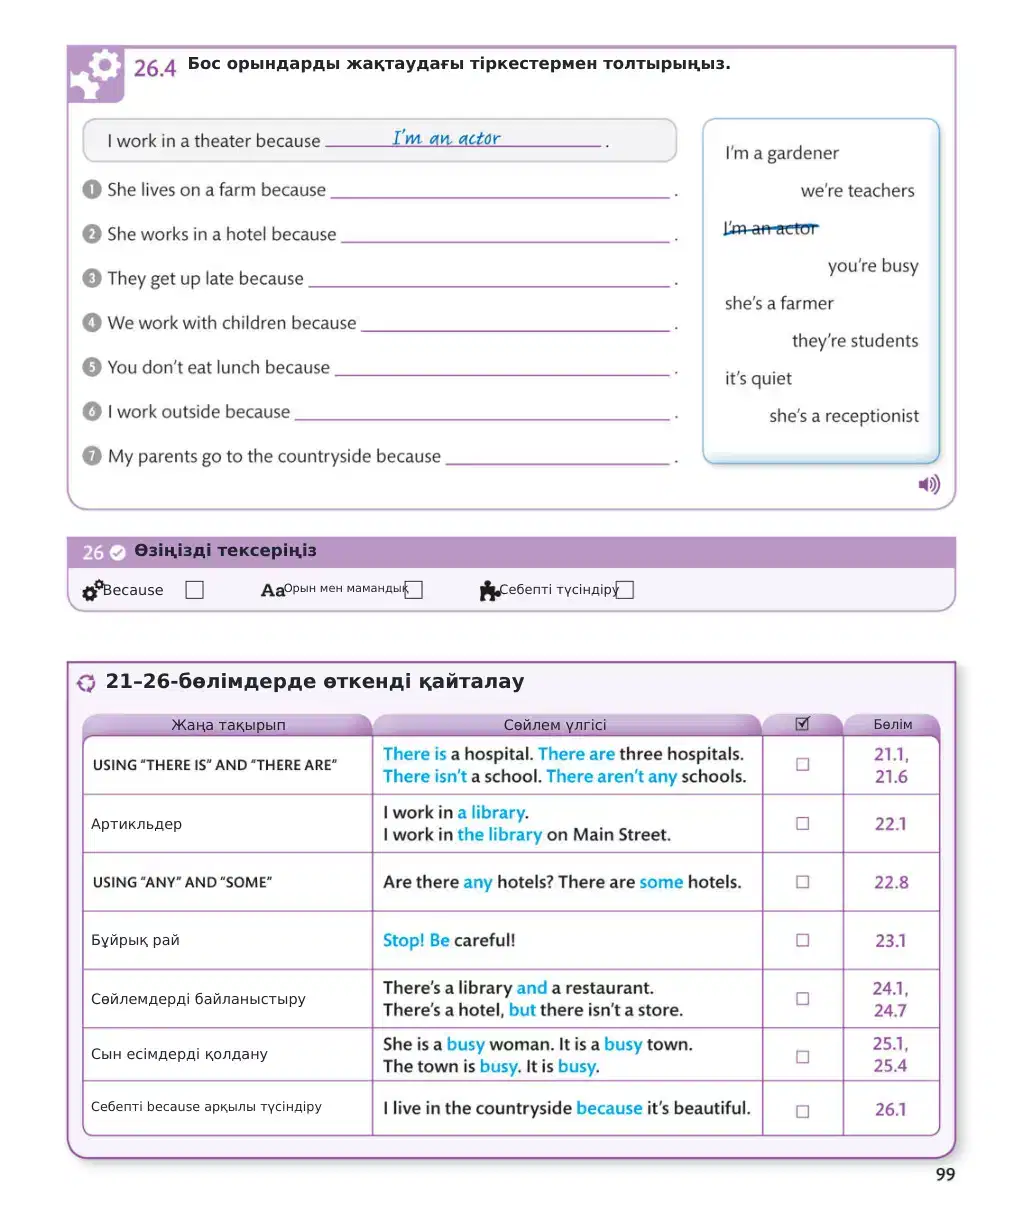 26.4 Бос орындарды жақтаудағы тіркестермен толтырыңыз.
I work in a theater because I'm an actor .
1 She lives on a farm because .
2 She works in a hotel because .
3 They get up late because .
4 We work with children because .
5 You don't eat lunch because .
6 I work outside because .
7 My parents go to the countryside because .
I'm a gardener
we're teachers
I'm an actor
you're busy
she's a farmer
they're students
it's quiet
she's a receptionist
26 Өзіңізді тексеріңіз
Because Aa Орын мен мамандық Себепті түсіндіру
21–26-бөлімдерде өткенді қайталау
Жаңа тақырып Сөйлем үлгісі Бөлім
USING “THERE IS” AND “THERE ARE”
There is a hospital. There are three hospitals.
There isn't a school. There aren't any schools.
21.1,
21.6
Артикльдер
I work in a library.
I work in the library on Main Street.
22.1
USING “ANY” AND “SOME”
Are there any hotels? There are some hotels.
22.8
Бұйрық рай
Stop! Be careful!
23.1
Сөйлемдерді байланыстыру
There's a library and a restaurant.
There's a hotel, but there isn't a store.
24.1,
24.7
Сын есімдерді қолдану
She is a busy woman. It is a busy town.
The town is busy. It is busy.
25.1,
25.4
Себепті because арқылы түсіндіру
I live in the countryside because it's beautiful.
26.1
99